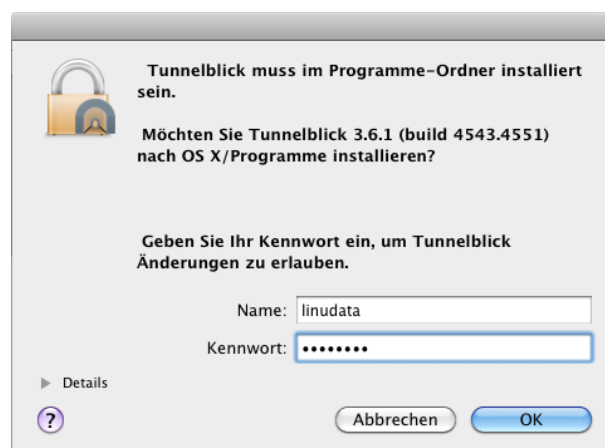 Tunnelblick muss im Programme-Ordner installiert
sein.
Möchten Sie Tunnelblick 3.6.1 (build 4543.4551)
nach OS X/Programme installieren?
Geben Sie Ihr Kennwort ein, um Tunnelblick
Änderungen zu erlauben.
Name: linudata
Kennwort: ••••••••
Details
?
Abbrechen OK